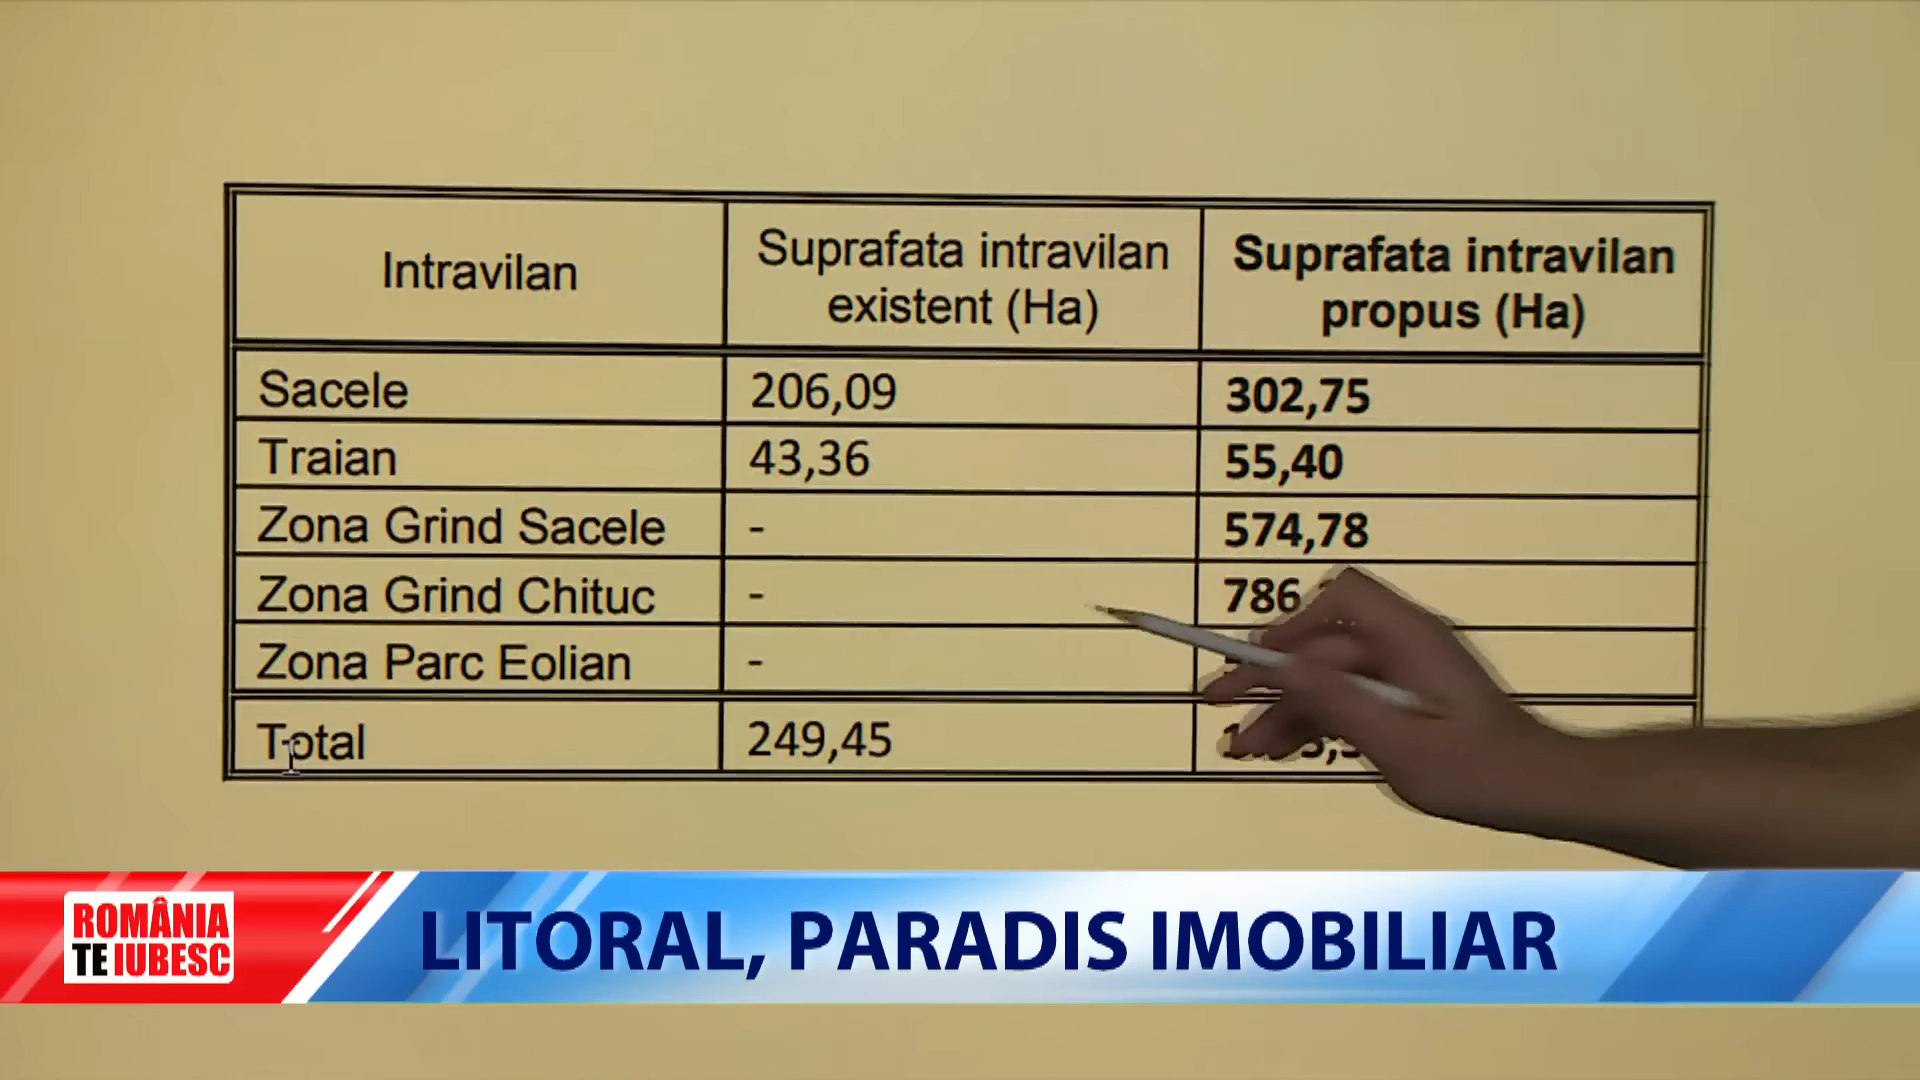 Intravilan
Suprafata intravilan existent (Ha)
Suprafata intravilan propus (Ha)
Sacele 206,09 302,75
Traian 43,36 55,40
Zona Grind Sacele - 574,78
Zona Grind Chituc - 786,
Zona Parc Eolian -
Total 249,45
ROMÂNIA
TE IUBESC
LITORAL, PARADIS IMOBILIAR